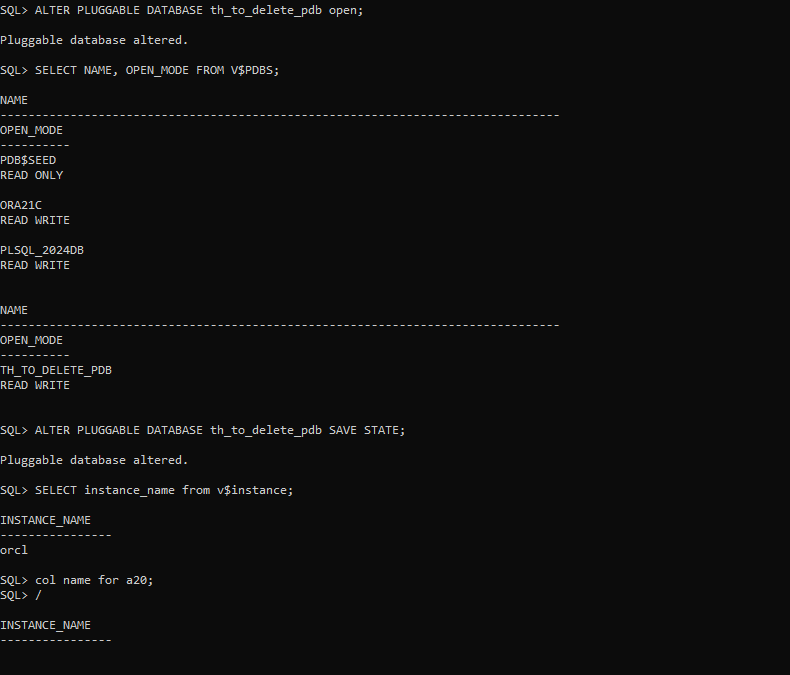 SQL> ALTER PLUGGABLE DATABASE th_to_delete_pdb open;
Pluggable database altered.
SQL> SELECT NAME, OPEN_MODE FROM V$PDBS;
NAME
--------------------------------------------------------------------------------
OPEN_MODE
----------
PDB$SEED
READ ONLY
ORA21C
READ WRITE
PLSQL_2024DB
READ WRITE
NAME
--------------------------------------------------------------------------------
OPEN_MODE
----------
TH_TO_DELETE_PDB
READ WRITE
SQL> ALTER PLUGGABLE DATABASE th_to_delete_pdb SAVE STATE;
Pluggable database altered.
SQL> SELECT instance_name from v$instance;
INSTANCE_NAME
----------------
orcl
SQL> col name for a20;
SQL> /
INSTANCE_NAME
----------------